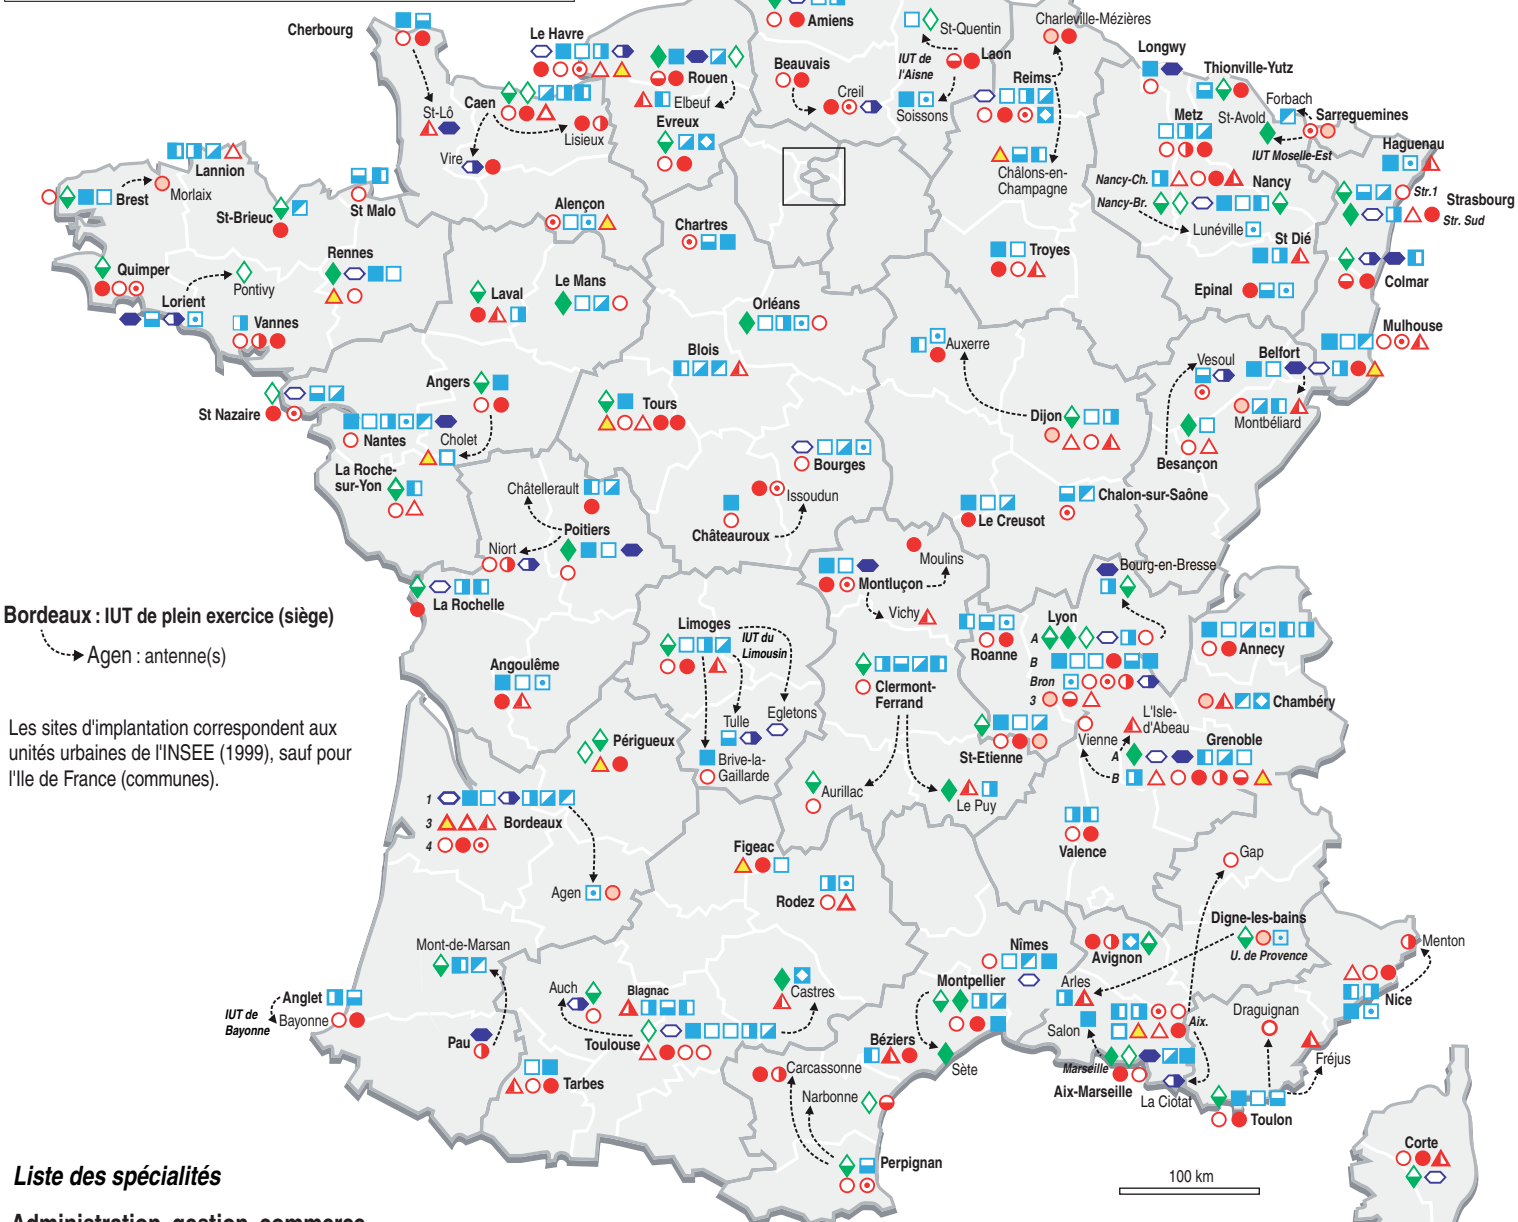 Cherbourg
Le Havre
Amiens
St-Quentin
Charleville-Mézières
Longwy
Rouen
Beauvais
IUT de
l'Aisne
Laon
Thionville-Yutz
Creil
Reims
Forbach
Caen
Elbeuf
Soissons
Metz
St-Avold
Sarreguemines
St-Lô
Evreux
Lisieux
IUT Moselle-Est
Haguenau
Vire
Châlons-en-
Champagne
Lannion
Nancy-Ch.
Nancy
Str.1
Strasbourg
Brest
Morlaix
St Malo
Nancy-Br.
Str. Sud
St-Brieuc
Alençon
Chartres
Lunéville
St Dié
Rennes
Troyes
Quimper
Pontivy
Colmar
Lorient
Laval
Le Mans
Epinal
Vannes
Orléans
Mulhouse
Blois
Auxerre
Vesoul
Belfort
Angers
St Nazaire
Tours
Dijon
Montbéliard
Nantes
Cholet
Bourges
Besançon
La Roche-
sur-Yon
Châtellerault
Issoudun
Chalon-sur-Saône
Le Creusot
Poitiers
Châteauroux
Niort
Moulins
Bourg-en-Bresse
Montluçon
La Rochelle
Vichy
Bordeaux : IUT de plein exercice (siège)
Agen : antenne(s)
Limoges
IUT du
Limousin
Lyon
A
Roanne
B
Annecy
Angoulême
Clermont-
Ferrand
Bron
3
Chambéry
Les sites d'implantation correspondent aux
unités urbaines de l'INSEE (1999), sauf pour
l'Ile de France (communes).
Tulle
Egletons
L'Isle-
d'Abeau
Vienne
Périgueux
St-Etienne
Grenoble
A
Brive-la-
Gaillarde
B
Aurillac
Le Puy
1
3
Bordeaux
4
Figeac
Valence
Gap
Agen
Rodez
Digne-les-bains
U. de Provence
Mont-de-Marsan
Nîmes
Avignon
Menton
Montpellier
Arles
Auch
Blagnac
Castres
Anglet
Nice
IUT de
Bayonne
Bayonne
Draguignan
Salon
Aix.
Pau
Toulouse
Béziers
Fréjus
Sète
Marseille
Carcassonne
Tarbes
Aix-Marseille
Narbonne
La Ciotat
Toulon
Corte
Perpignan
100 km
Liste des spécialités